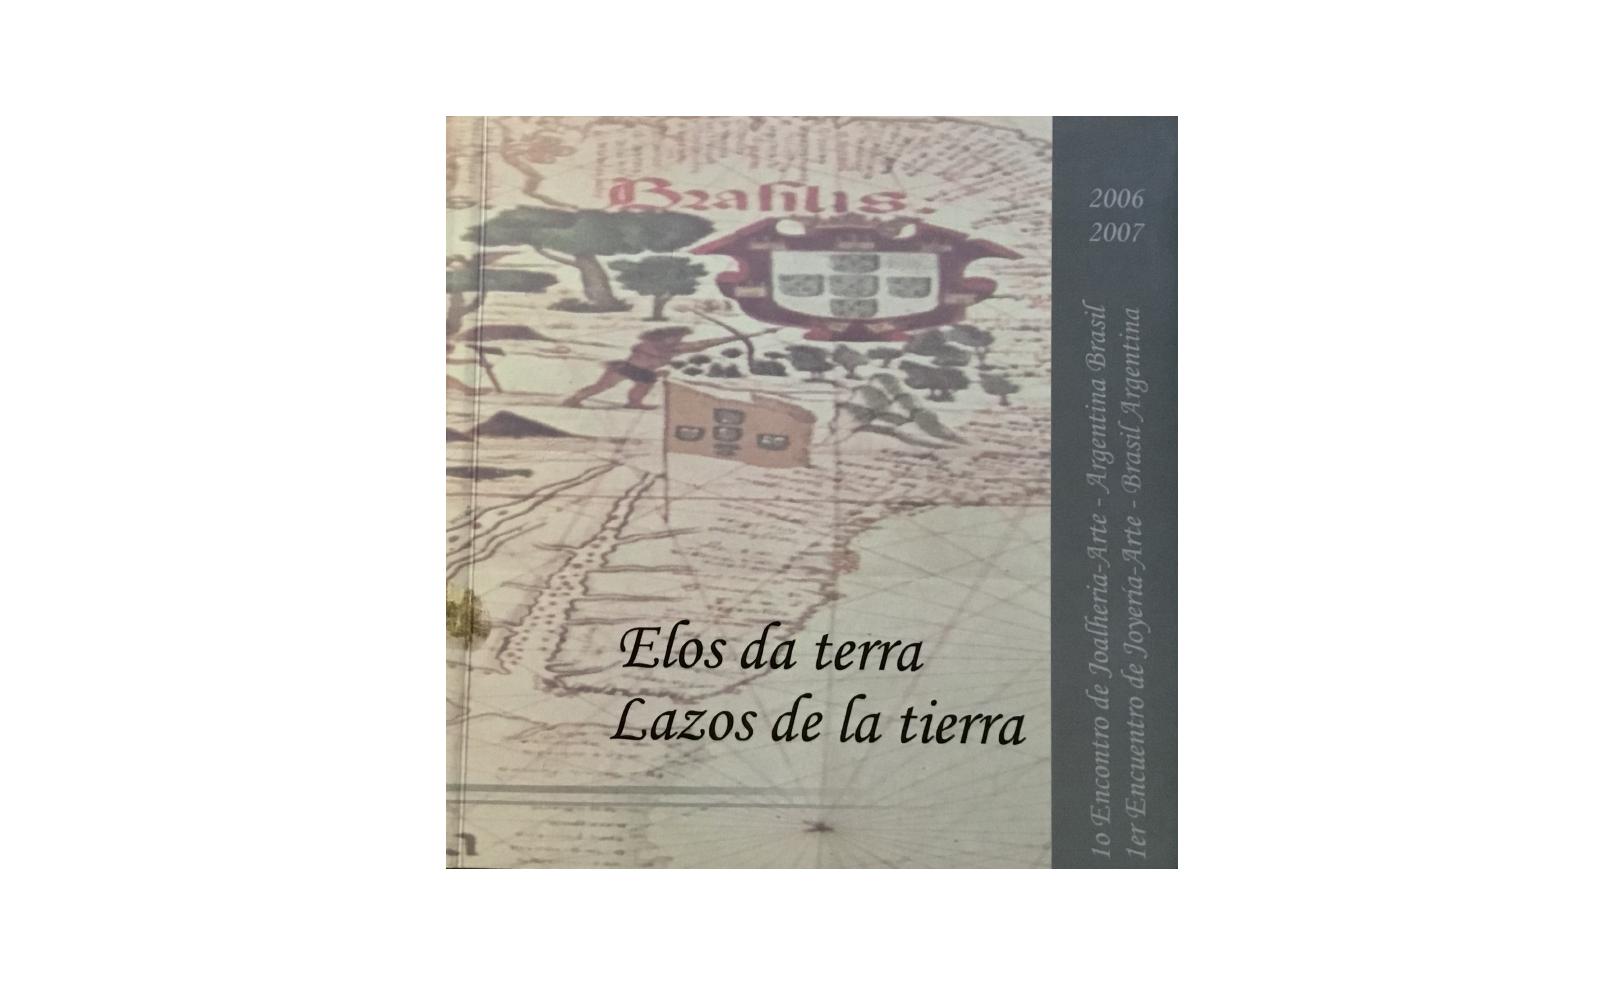 Brasilis.
2006
2007
1o Encontro de Joalheria-Arte - Argentina Brasil
1er Encuentro de Joyería-Arte - Brasil Argentina
Elos da terra
Lazos de la tierra